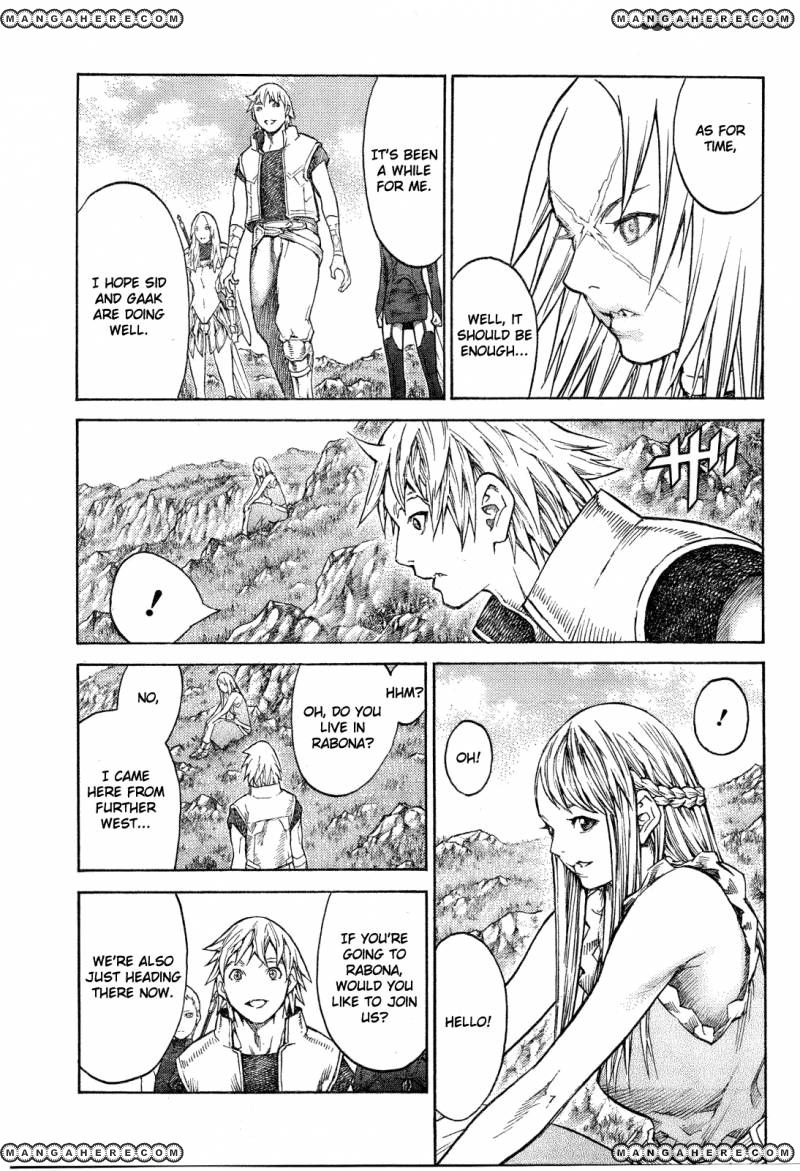 MANGAHERE.COM
MANGAHERE.COM
AS FOR
TIME,
WELL, IT
SHOULD BE
ENOUGH...
IT'S BEEN
A WHILE
FOR ME.
I HOPE SID
AND GAAK
ARE DOING
WELL.
!
!
OH!
HELLO!
HHM?
OH, DO YOU
LIVE IN
RABONA?
NO,
I CAME
HERE FROM
FURTHER
WEST...
IF YOU'RE
GOING TO
RABONA,
WOULD YOU
LIKE TO JOIN
US?
WE'RE ALSO
JUST HEADING
THERE NOW.
MANGAHERE.COM
MANGAHERE.COM